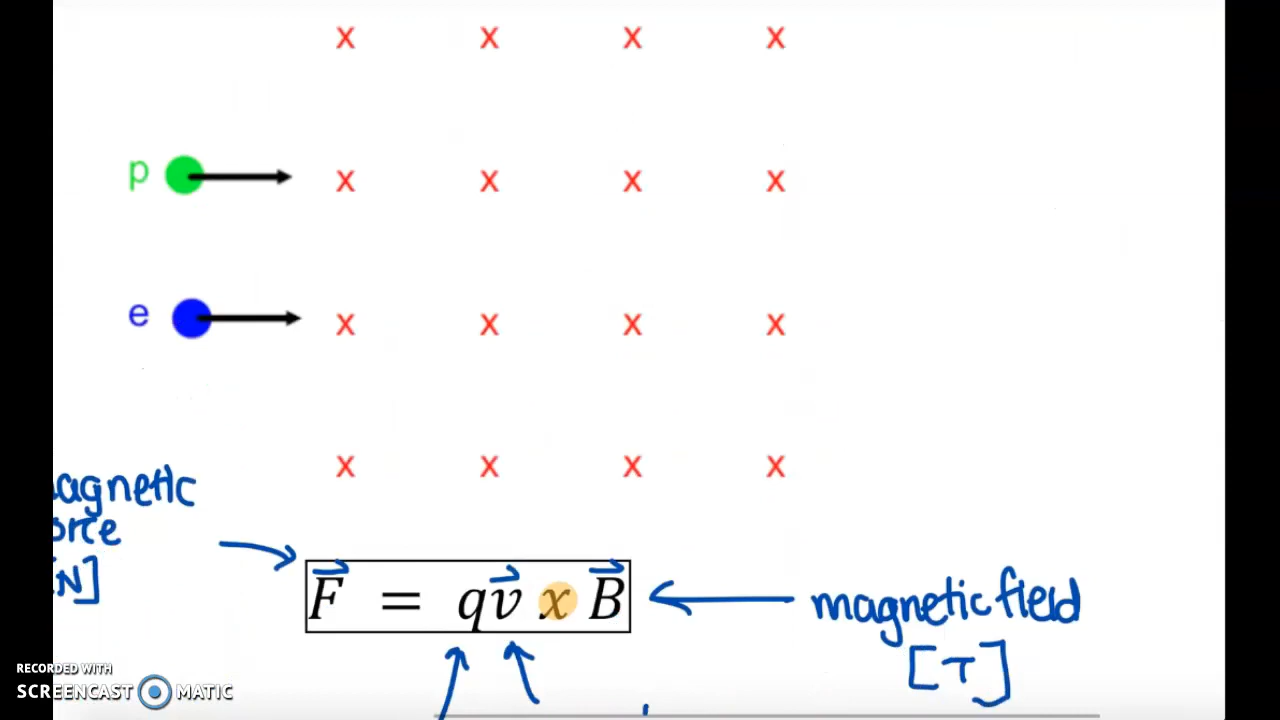 x x x x
p x x x x
e x x x x
x x x x
agnetic
orce
[N]
F = qv x B
magnetic field
[T]
RECORDED WITH
SCREENCAST MATIC